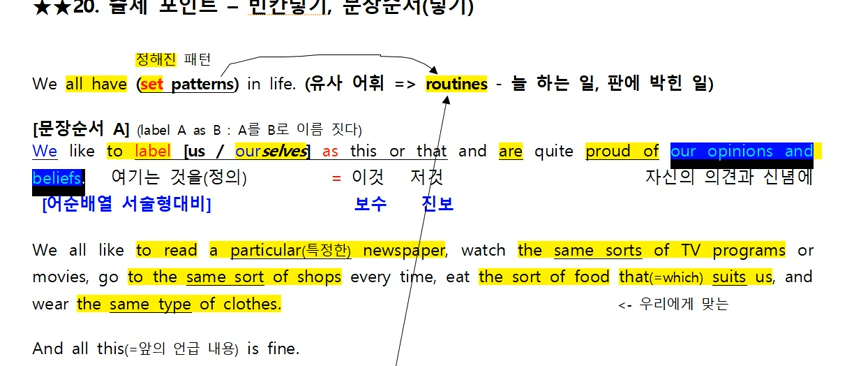 ★★20. 출제 포인트 – 빈칸넣기, 문장순서(넣기)
정해진 패턴
We all have (set patterns) in life. (유사 어휘 => routines - 늘 하는 일, 판에 박힌 일)
[문장순서 A] (label A as B : A를 B로 이름 짓다)
We like to label [us / ourselves] as this or that and are quite proud of our opinions and
beliefs. 여기는 것을(정의) = 이것 저것 자신의 의견과 신념에
[어순배열 서술형대비] 보수 진보
We all like to read a particular(특정한) newspaper, watch the same sorts of TV programs or
movies, go to the same sort of shops every time, eat the sort of food that(=which) suits us, and
wear the same type of clothes. <- 우리에게 맞는
And all this(=앞의 언급 내용) is fine.